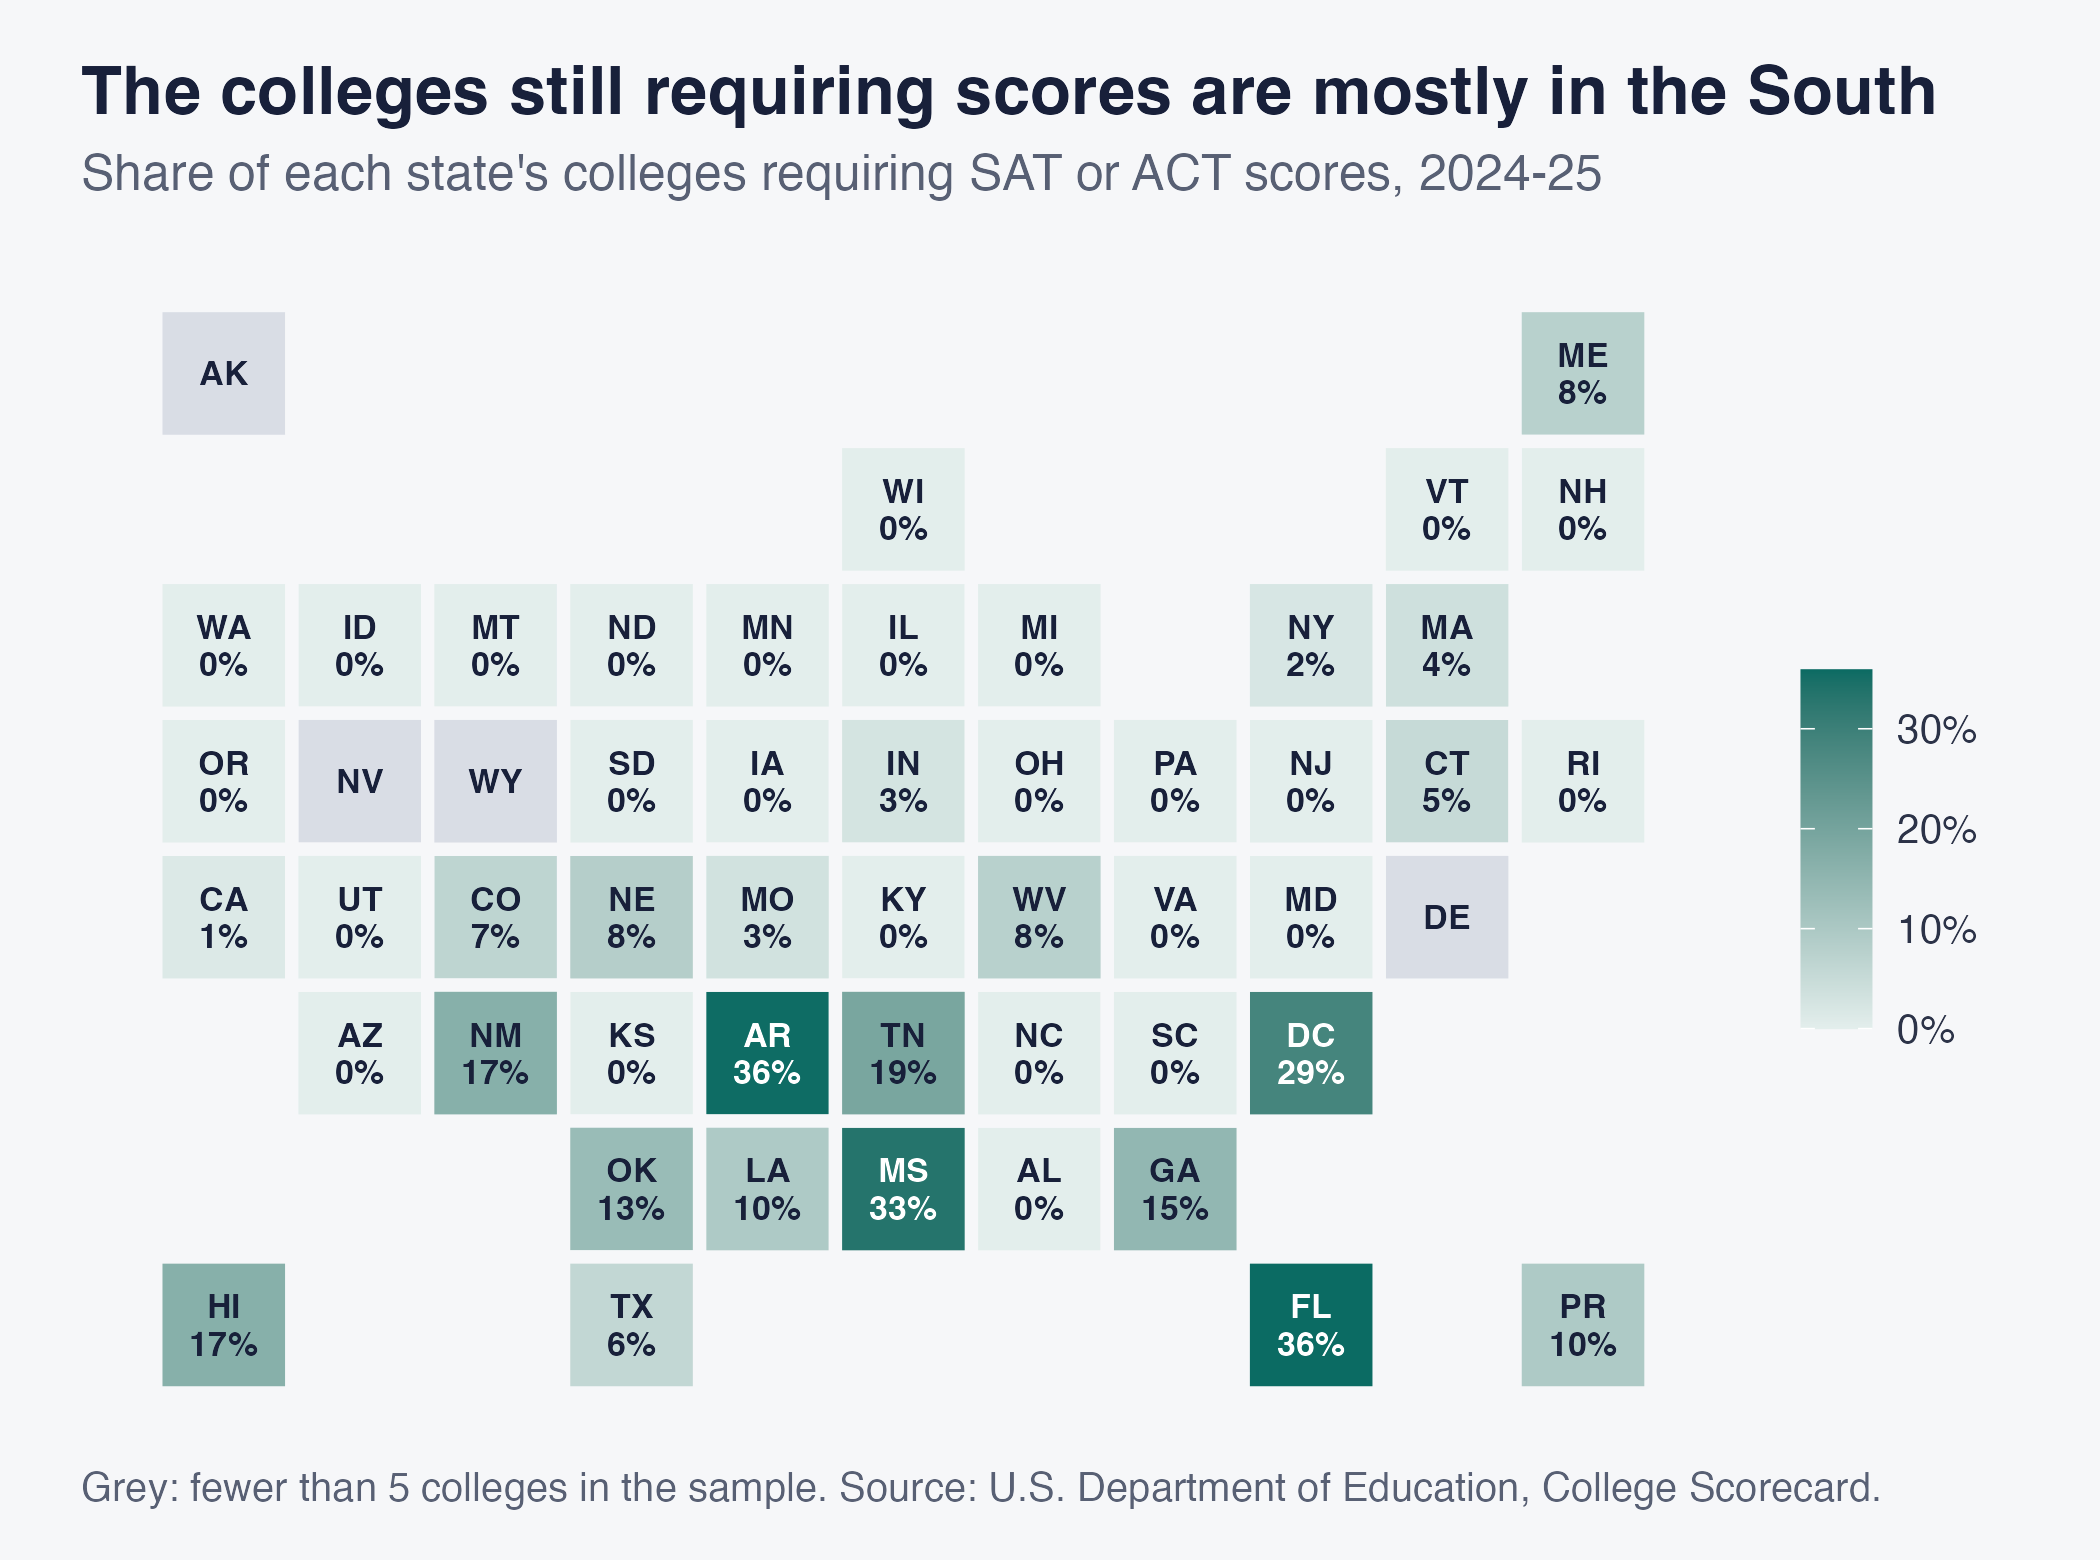 The colleges still requiring scores are mostly in the South
Share of each state's colleges requiring SAT or ACT scores, 2024-25
AK
ME
8%
WI
0%
VT
0%
NH
0%
WA
0%
ID
0%
MT
0%
ND
0%
MN
0%
IL
0%
MI
0%
NY
2%
MA
4%
OR
0%
NV
WY
SD
0%
IA
0%
IN
3%
OH
0%
PA
0%
NJ
0%
CT
5%
RI
0%
CA
1%
UT
0%
CO
7%
NE
8%
MO
3%
KY
0%
WV
8%
VA
0%
MD
0%
DE
AZ
0%
NM
17%
KS
0%
AR
36%
TN
19%
NC
0%
SC
0%
DC
29%
OK
13%
LA
10%
MS
33%
AL
0%
GA
15%
HI
17%
TX
6%
FL
36%
PR
10%
30%
20%
10%
0%
Grey: fewer than 5 colleges in the sample. Source: U.S. Department of Education, College Scorecard.